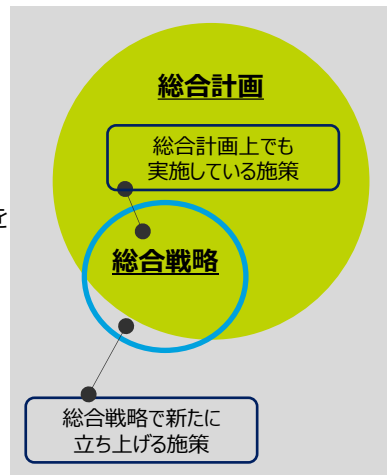 総合計画
総合計画上でも
実施している施策
を
総合戦略
総合戦略で新たに
立ち上げる施策